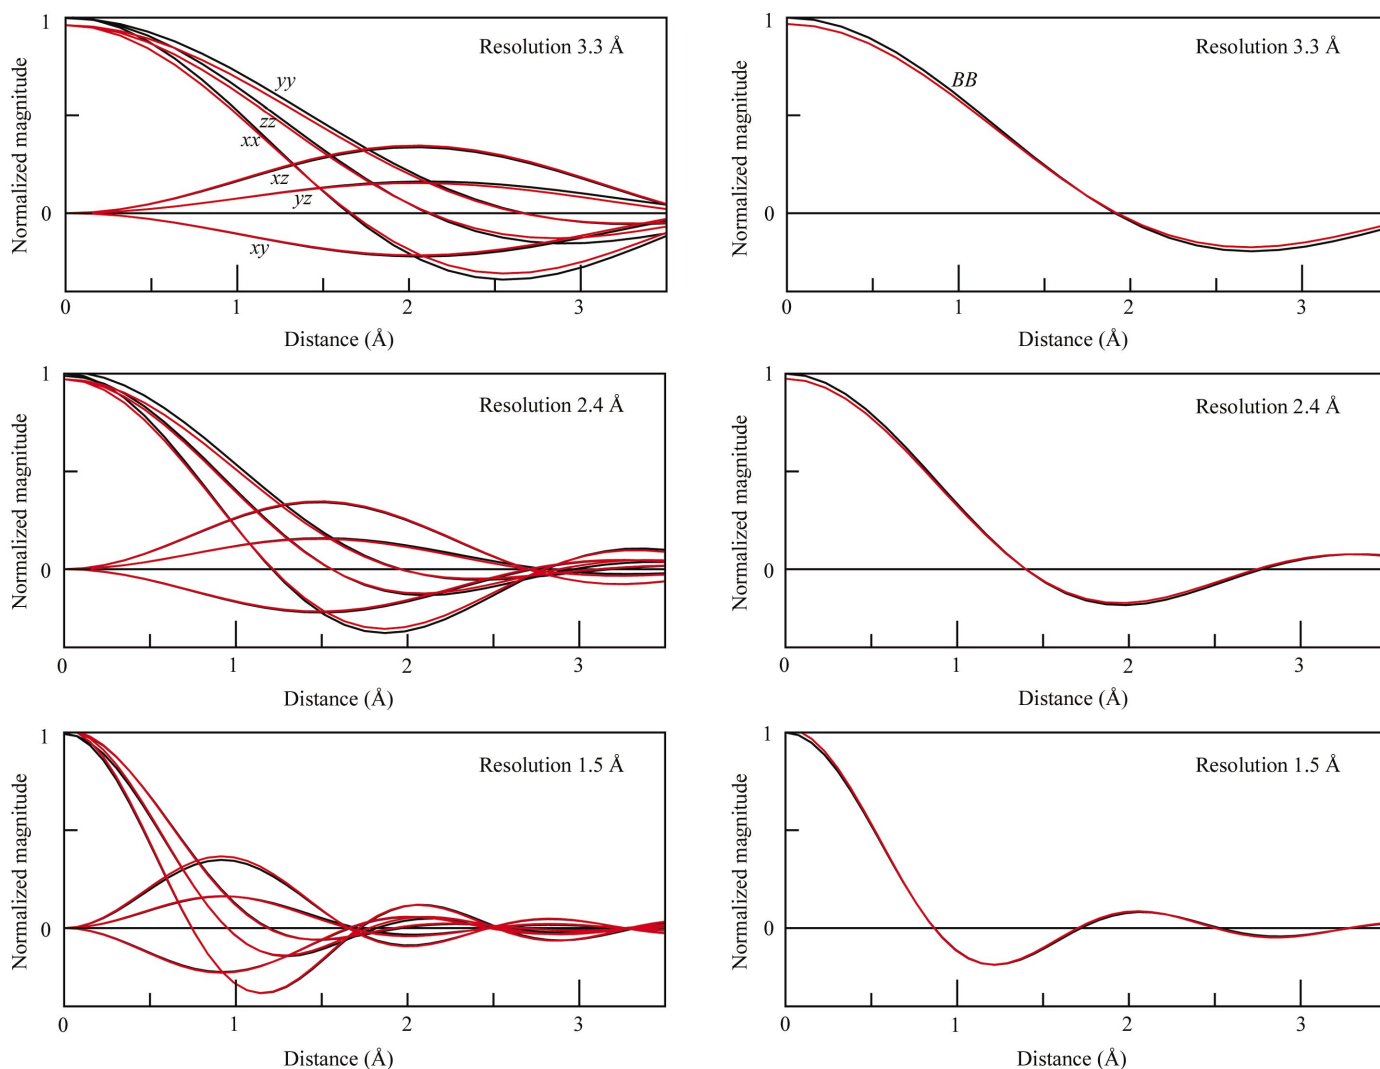 Normalized magnitude
1
0
Resolution 3.3 Å
yy
zz
xx
xz
yz
xy
0 1 2 3
Distance (Å)
Normalized magnitude
1
0
Resolution 3.3 Å
BB
0 1 2 3
Distance (Å)
Normalized magnitude
1
0
Resolution 2.4 Å
0 1 2 3
Distance (Å)
Normalized magnitude
1
0
Resolution 2.4 Å
0 1 2 3
Distance (Å)
Normalized magnitude
1
0
Resolution 1.5 Å
0 1 2 3
Distance (Å)
Normalized magnitude
1
0
Resolution 1.5 Å
0 1 2 3
Distance (Å)